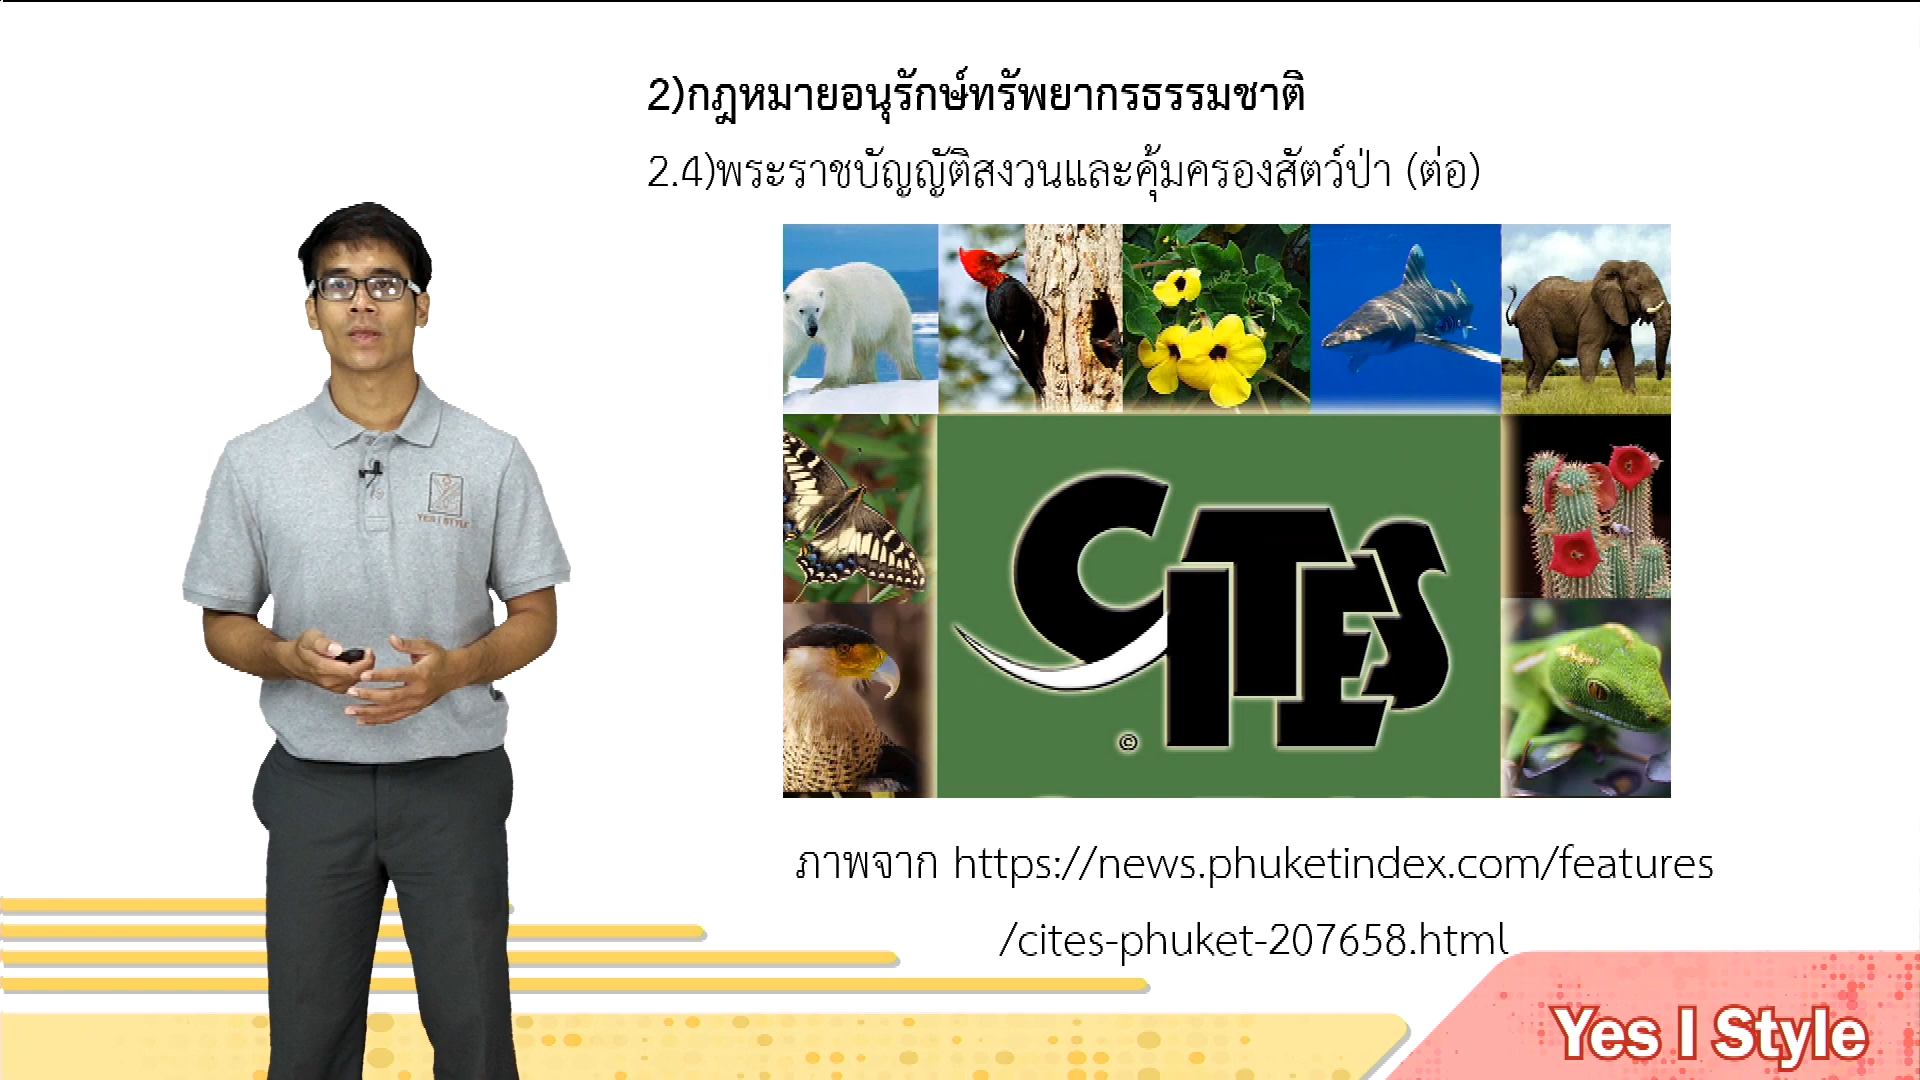 2)กฎหมายอนุรักษ์ทรัพยากรธรรมชาติ
2.4)พระราชบัญญัติสงวนและคุ้มครองสัตว์ป่า (ต่อ)
YES I STYLE
CITES
©
ภาพจาก https://news.phuketindex.com/features
/cites-phuket-207658.html
Yes I Style